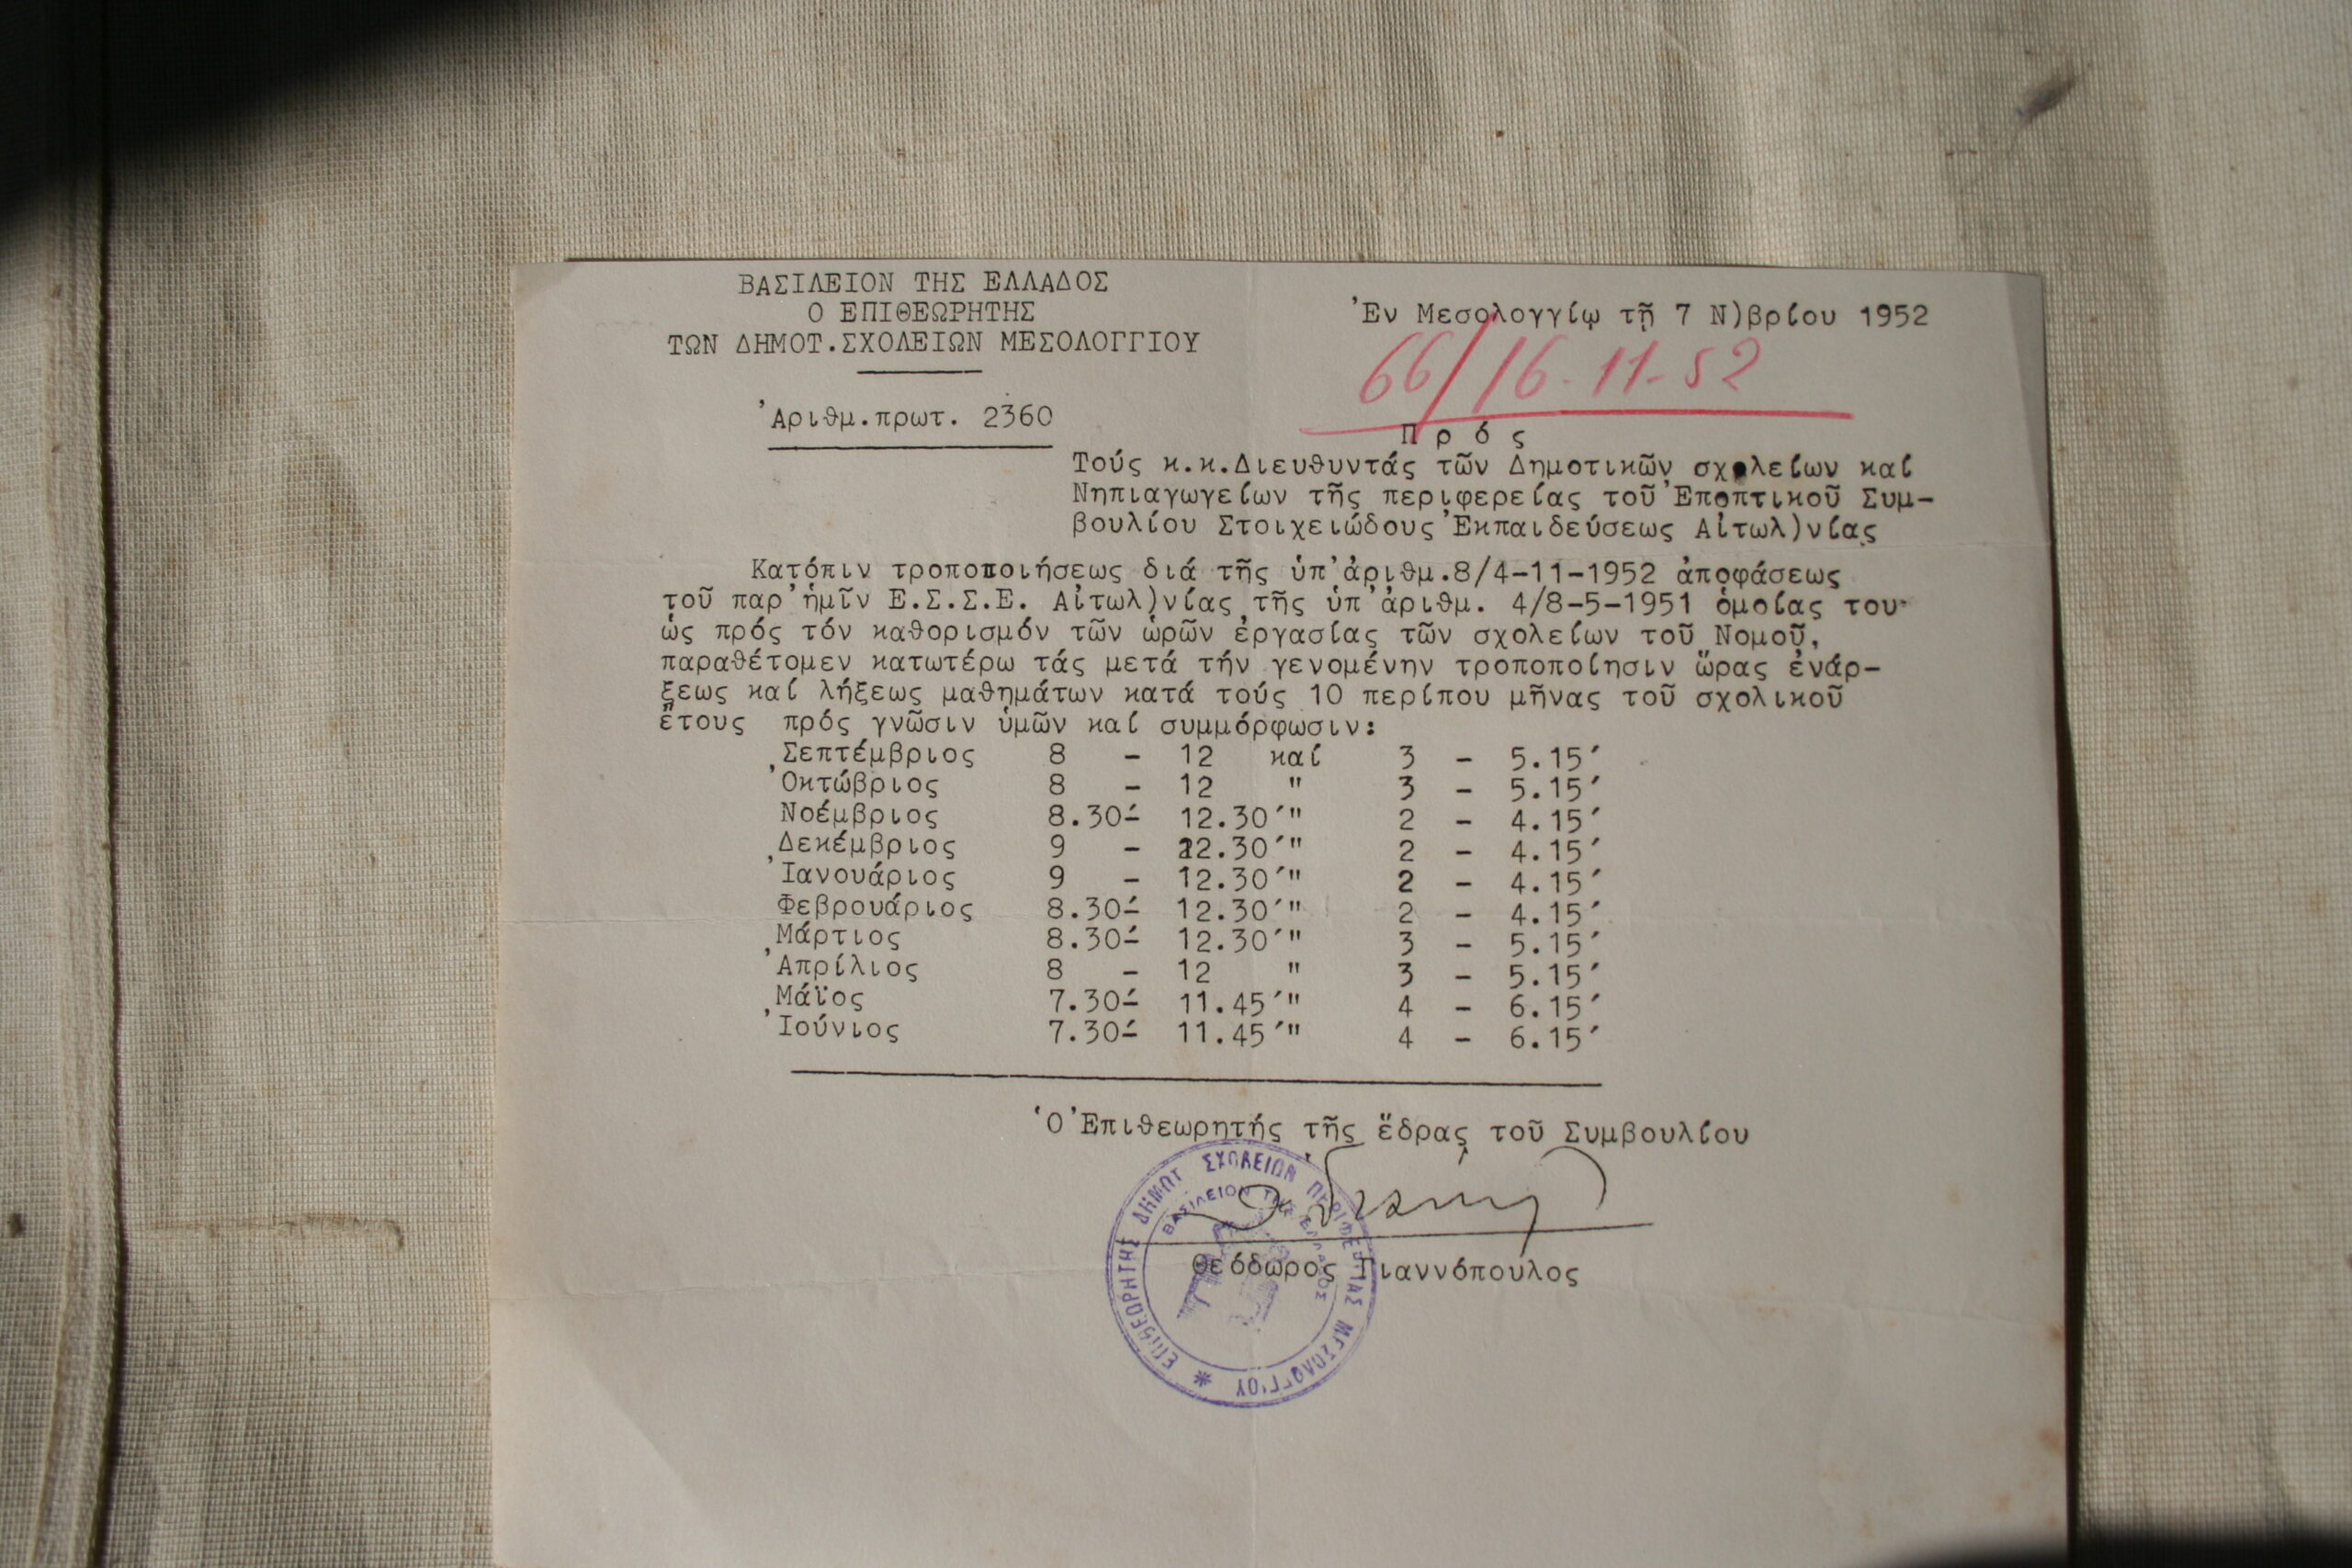 ΒΑΣΙΛΕΙΟΝ ΤΗΣ ΕΛΛΑΔΟΣ
Ο ΕΠΙΘΕΩΡΗΤΗΣ
ΤΩΝ ΔΗΜΟΤ.ΣΧΟΛΕΙΩΝ ΜΕΣΟΛΟΓΓΙΟΥ
Ἐν Μεσολογγίῳ τῇ 7 Ν)βρίου 1952
66/16-11-52
Ἀριθμ.πρωτ. 2360
Π ρ ό ς
Τούς κ.κ.Διευθυντάς τῶν Δημοτικῶν σχολείων καί
Νηπιαγωγείων τῆς περιφερείας τοῦ Ἐποπτικοῦ Συμ-
βουλίου Στοιχειώδους Ἐκπαιδεύσεως Αἰτωλ)νίας
Κατόπιν τροποποιήσεως διά τῆς ὑπ'ἀριθμ.8/4-11-1952 ἀποφάσεως
τοῦ παρ'ἡμῖν Ε.Σ.Σ.Ε. Αἰτωλ)νίας τῆς ὑπ'ἀριθμ. 4/8-5-1951 ὁμοίας του
ὡς πρός τόν καθορισμόν τῶν ὡρῶν ἐργασίας τῶν σχολείων τοῦ Νομοῦ,
παραθέτομεν κατωτέρω τάς μετά τήν γενομένην τροποποίησιν ὥρας ἐνάρ-
ξεως καί λήξεως μαθημάτων κατά τούς 10 περίπου μῆνας τοῦ σχολικοῦ
ἔτους πρός γνῶσιν ὑμῶν καί συμμόρφωσιν:
Σεπτέμβριος 8 - 12 καί 3 - 5.15'
Ὀκτώβριος 8 - 12 " 3 - 5.15'
Νοέμβριος 8.30'- 12.30'" 2 - 4.15'
Δεκέμβριος 9 - 12.30'" 2 - 4.15'
Ἰανουάριος 9 - 12.30'" 2 - 4.15'
Φεβρουάριος 8.30'- 12.30'" 2 - 4.15'
Μάρτιος 8.30'- 12.30'" 3 - 5.15'
Ἀπρίλιος 8 - 12 " 3 - 5.15'
Μάϊος 7.30'- 11.45'" 4 - 6.15'
Ἰούνιος 7.30'- 11.45'" 4 - 6.15'
Ὁ Ἐπιθεωρητής τῆς ἕδρας τοῦ Συμβουλίου
Θεόδωρος Γιαννόπουλος
ΕΠΙΘΕΩΡΗΤΗΣ ΔΗΜΟΤ ΣΧΟΛΕΙΩΝ ΠΕΡΙΦΕΡΕΙΑΣ ΜΕΣΟΛΟΓΓΙΟΥ *
ΒΑΣΙΛΕΙΟΝ ΤΗΣ ΕΛΛΑΔΟΣ